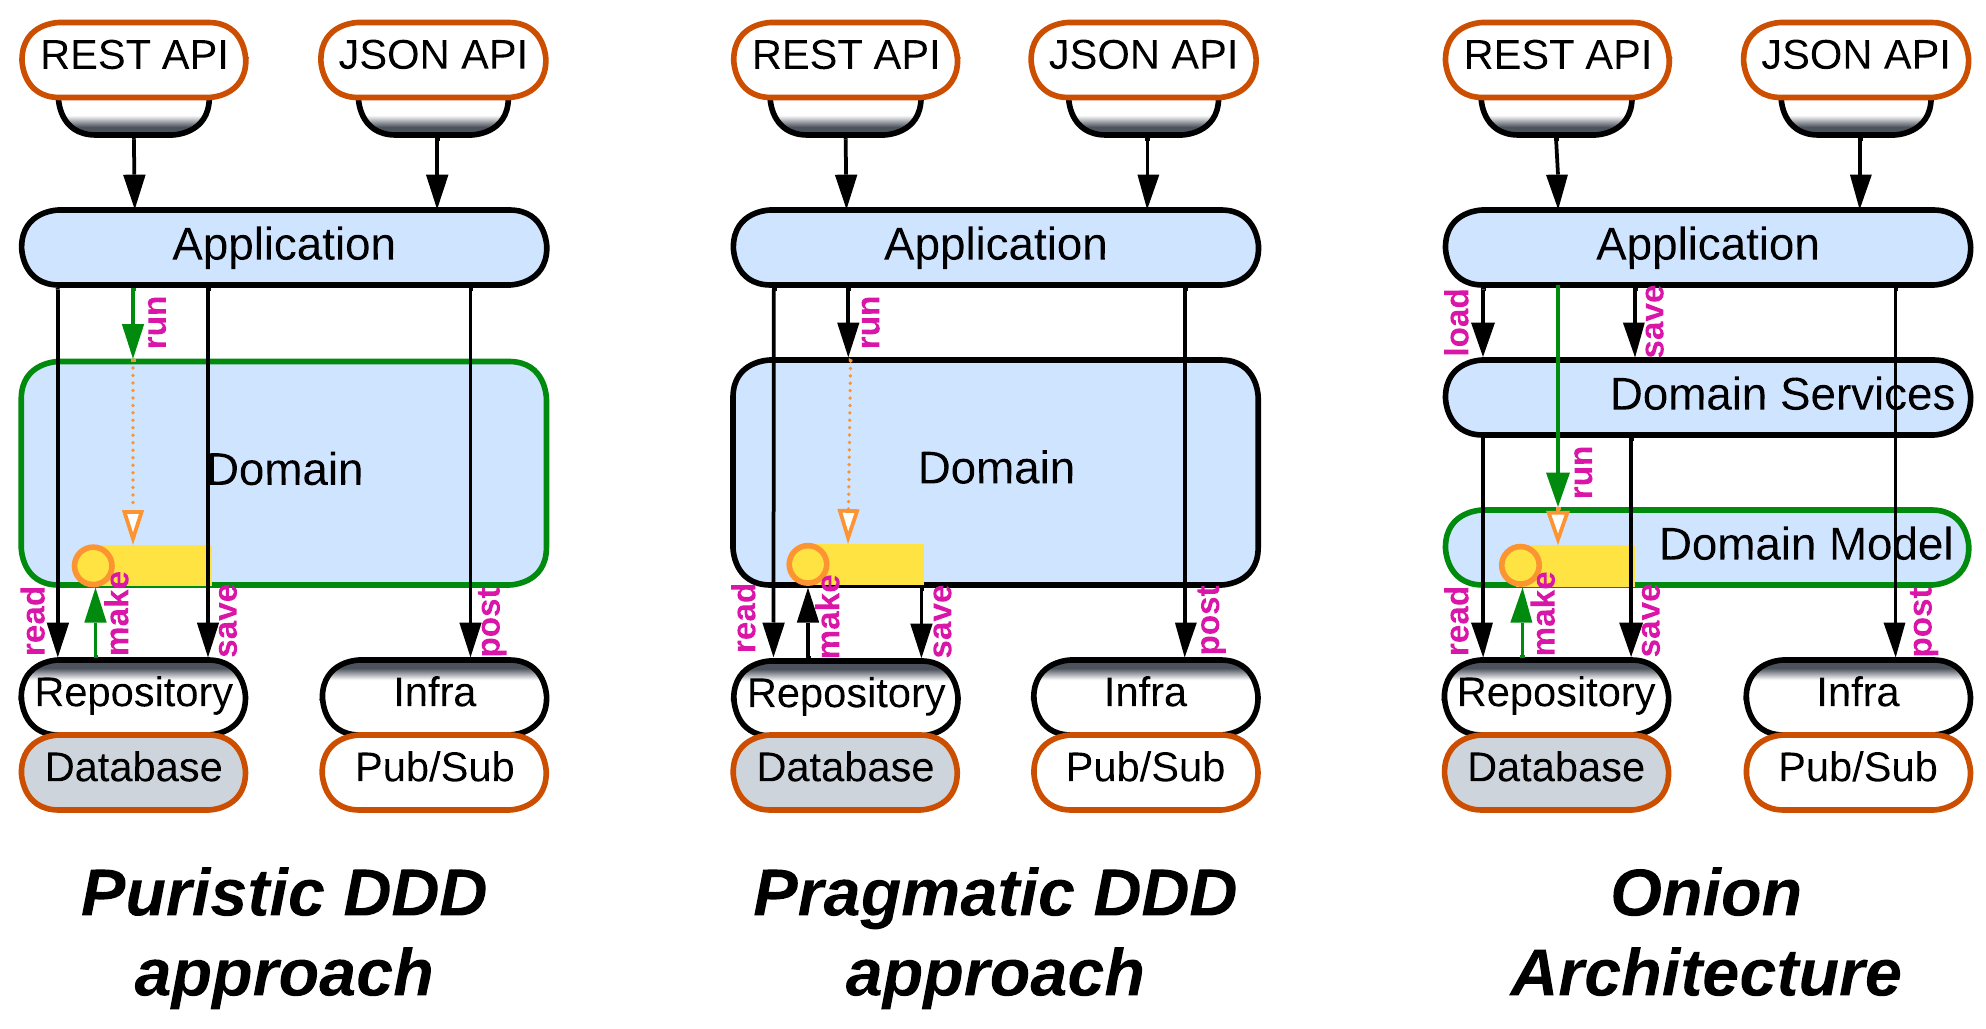 REST API
JSON API
Application
run
Domain
read
make
save
post
Repository
Infra
Database
Pub/Sub
Puristic DDD
approach
REST API
JSON API
Application
run
Domain
read
make
save
post
Repository
Infra
Database
Pub/Sub
Pragmatic DDD
approach
REST API
JSON API
Application
load
save
Domain Services
run
Domain Model
read
make
save
post
Repository
Infra
Database
Pub/Sub
Onion
Architecture